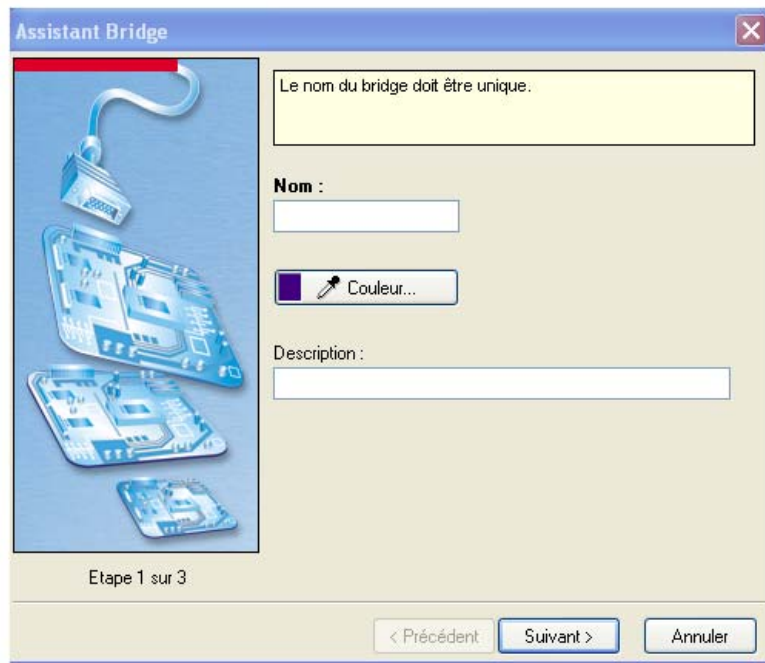 Assistant Bridge
Le nom du bridge doit être unique.
Nom :
Couleur...
Description :
Etape 1 sur 3
< Précédent
Suivant >
Annuler